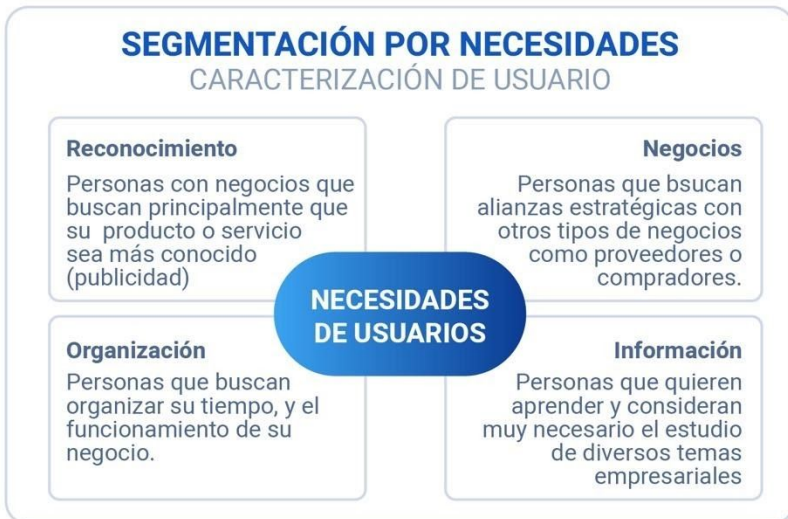 SEGMENTACIÓN POR NECESIDADES
CARACTERIZACIÓN DE USUARIO
Reconocimiento
Personas con negocios que
buscan principalmente que
su producto o servicio
sea más conocido
(publicidad)
Negocios
Personas que bsucan
alianzas estratégicas con
otros tipos de negocios
como proveedores o
compradores.
NECESIDADES
DE USUARIOS
Organización
Personas que buscan
organizar su tiempo, y el
funcionamiento de su
negocio.
Información
Personas que quieren
aprender y consideran
muy necesario el estudio
de diversos temas
empresariales